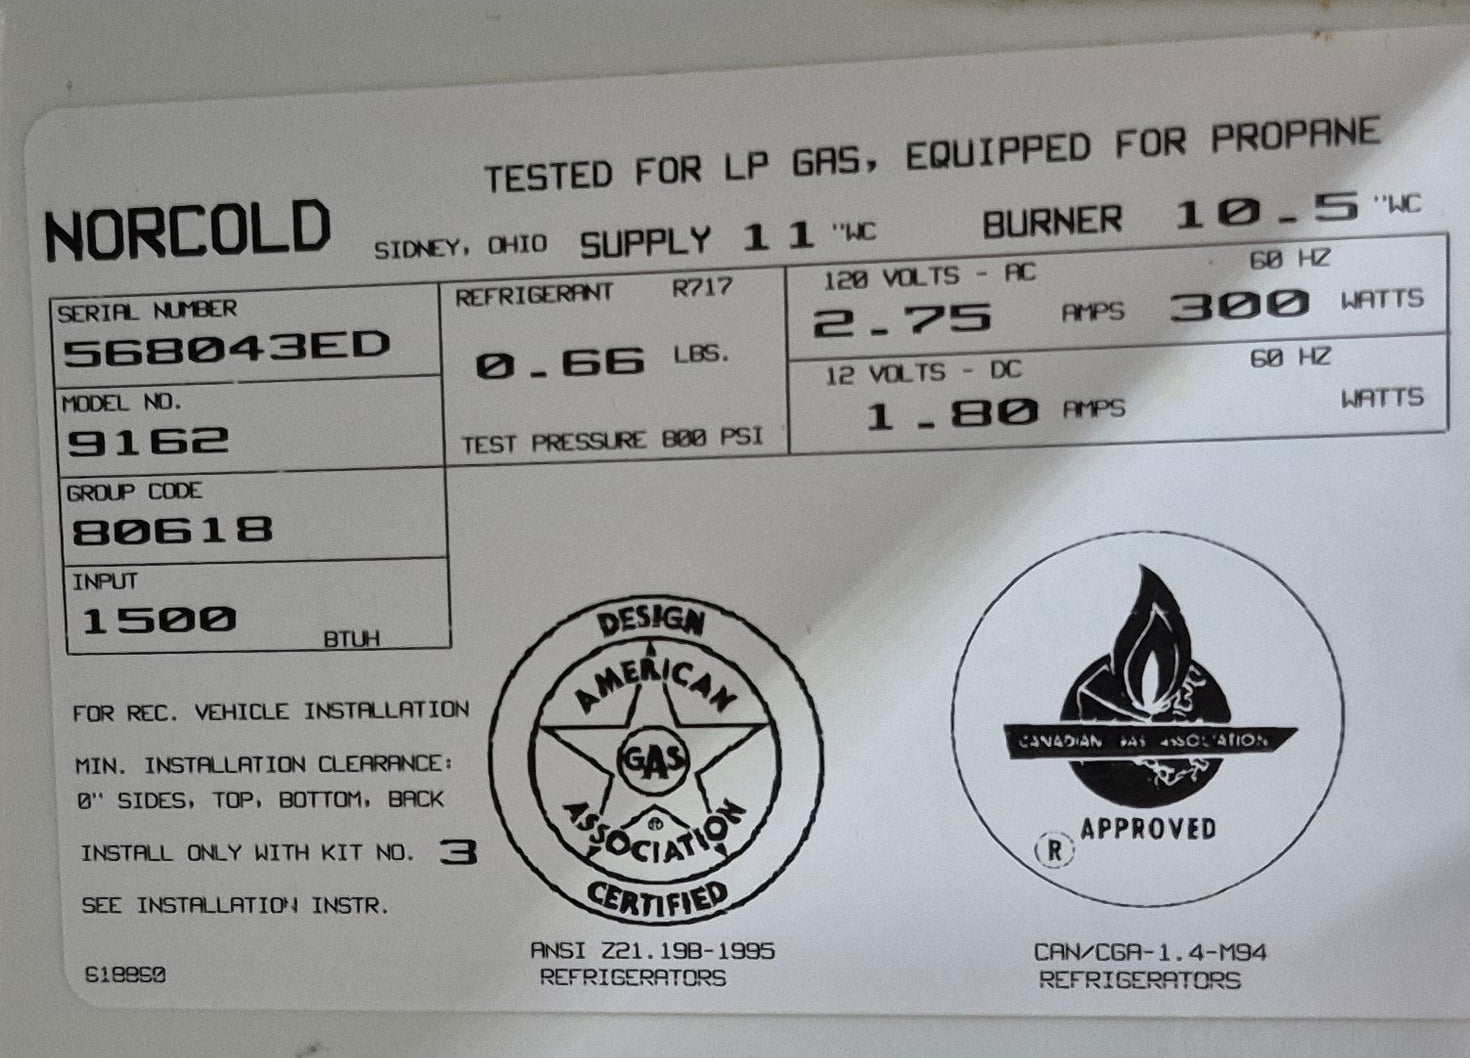 TESTED FOR LP GAS, EQUIPPED FOR PROPANE
NORCOLD SIDNEY, OHIO SUPPLY 11 "WC BURNER 10.5 "WC
SERIAL NUMBER
568043ED
MODEL NO.
9162
GROUP CODE
80618
INPUT
1500 BTUH
REFRIGERANT R717
0.66 LBS.
TEST PRESSURE 800 PSI
120 VOLTS - AC 60 HZ
2.75 AMPS 300 WATTS
12 VOLTS - DC 60 HZ
1.80 AMPS WATTS
FOR REC. VEHICLE INSTALLATION
MIN. INSTALLATION CLEARANCE:
0" SIDES, TOP, BOTTOM, BACK
INSTALL ONLY WITH KIT NO. 3
SEE INSTALLATION INSTR.
618860
DESIGN
AMERICAN
GAS
ASSOCIATION
CERTIFIED
ANSI Z21.19B-1995
REFRIGERATORS
CANADIAN GAS ASSOCIATION
APPROVED
®
CAN/CGA-1.4-M94
REFRIGERATORS